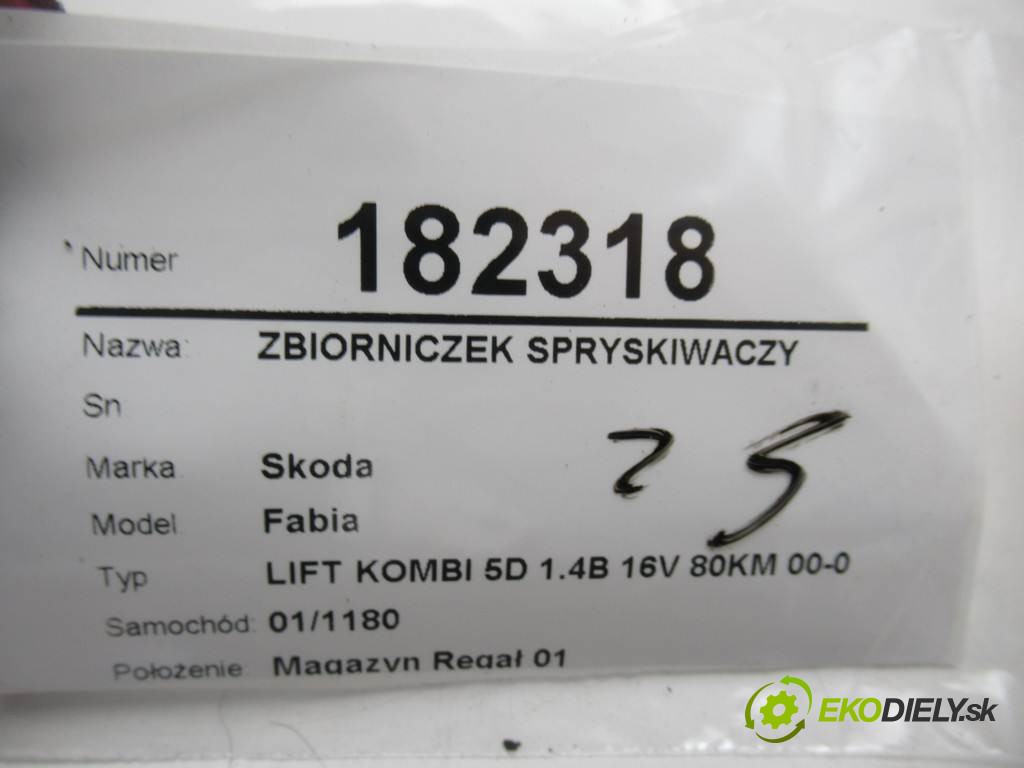 Numer 182318
Nazwa: ZBIORNICZEK SPRYSKIWACZY
Sn
Marka Skoda
25
Model Fabia
Typ LIFT KOMBI 5D 1.4B 16V 80KM 00-0
Samochód: 01/1180
Położenie Magazyn Regał 01
EKODIELY.sk